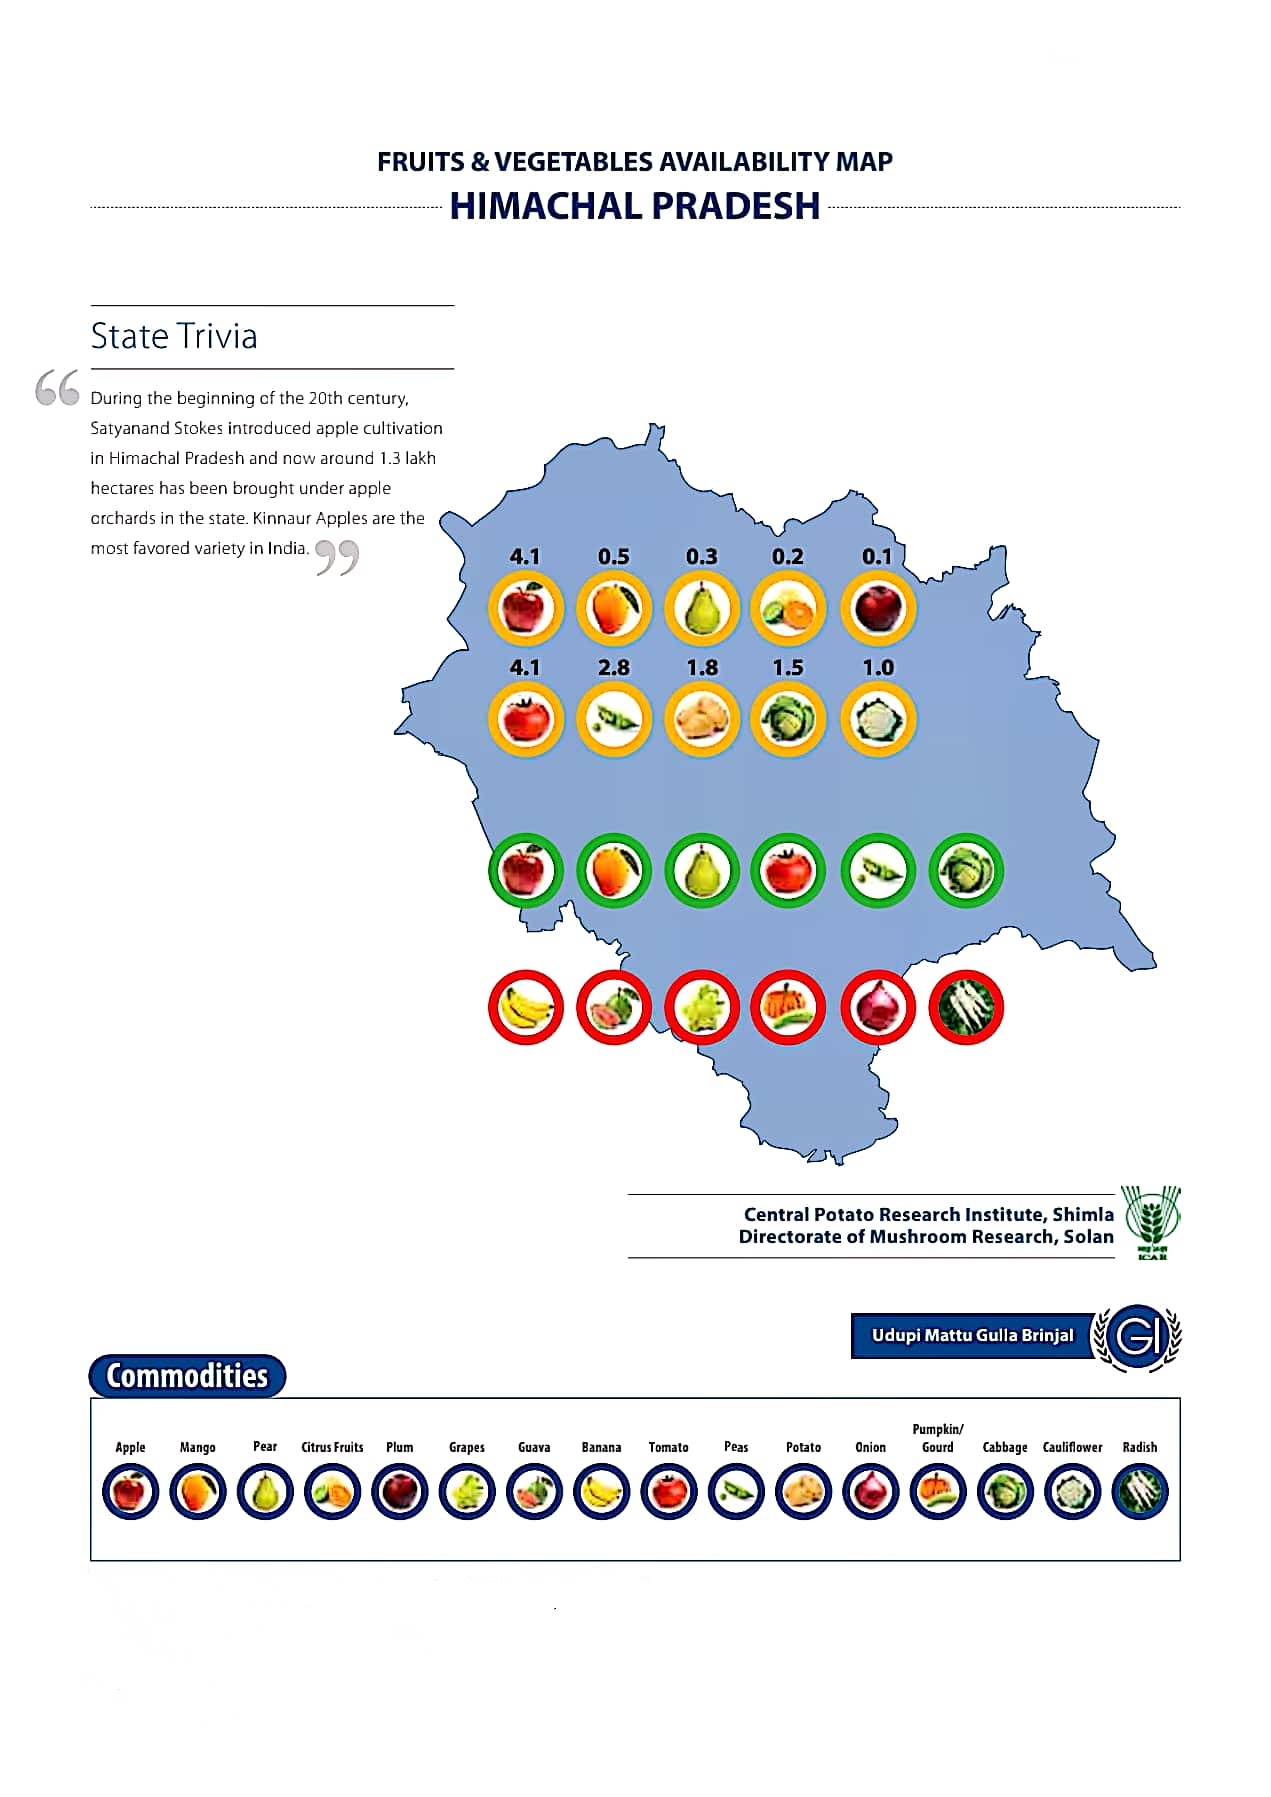 FRUITS & VEGETABLES AVAILABILITY MAP
HIMACHAL PRADESH
State Trivia
“ During the beginning of the 20th century,
Satyanand Stokes introduced apple cultivation
in Himachal Pradesh and now around 1.3 lakh
hectares has been brought under apple
orchards in the state. Kinnaur Apples are the
most favored variety in India. ”
4.1 0.5 0.3 0.2 0.1
4.1 2.8 1.8 1.5 1.0
Central Potato Research Institute, Shimla
Directorate of Mushroom Research, Solan
ICAR
Udupi Mattu Gulla Brinjal
GI
Commodities
Apple Mango Pear Citrus Fruits Plum Grapes Guava Banana Tomato Peas Potato Onion Pumpkin/ Gourd Cabbage Cauliflower Radish